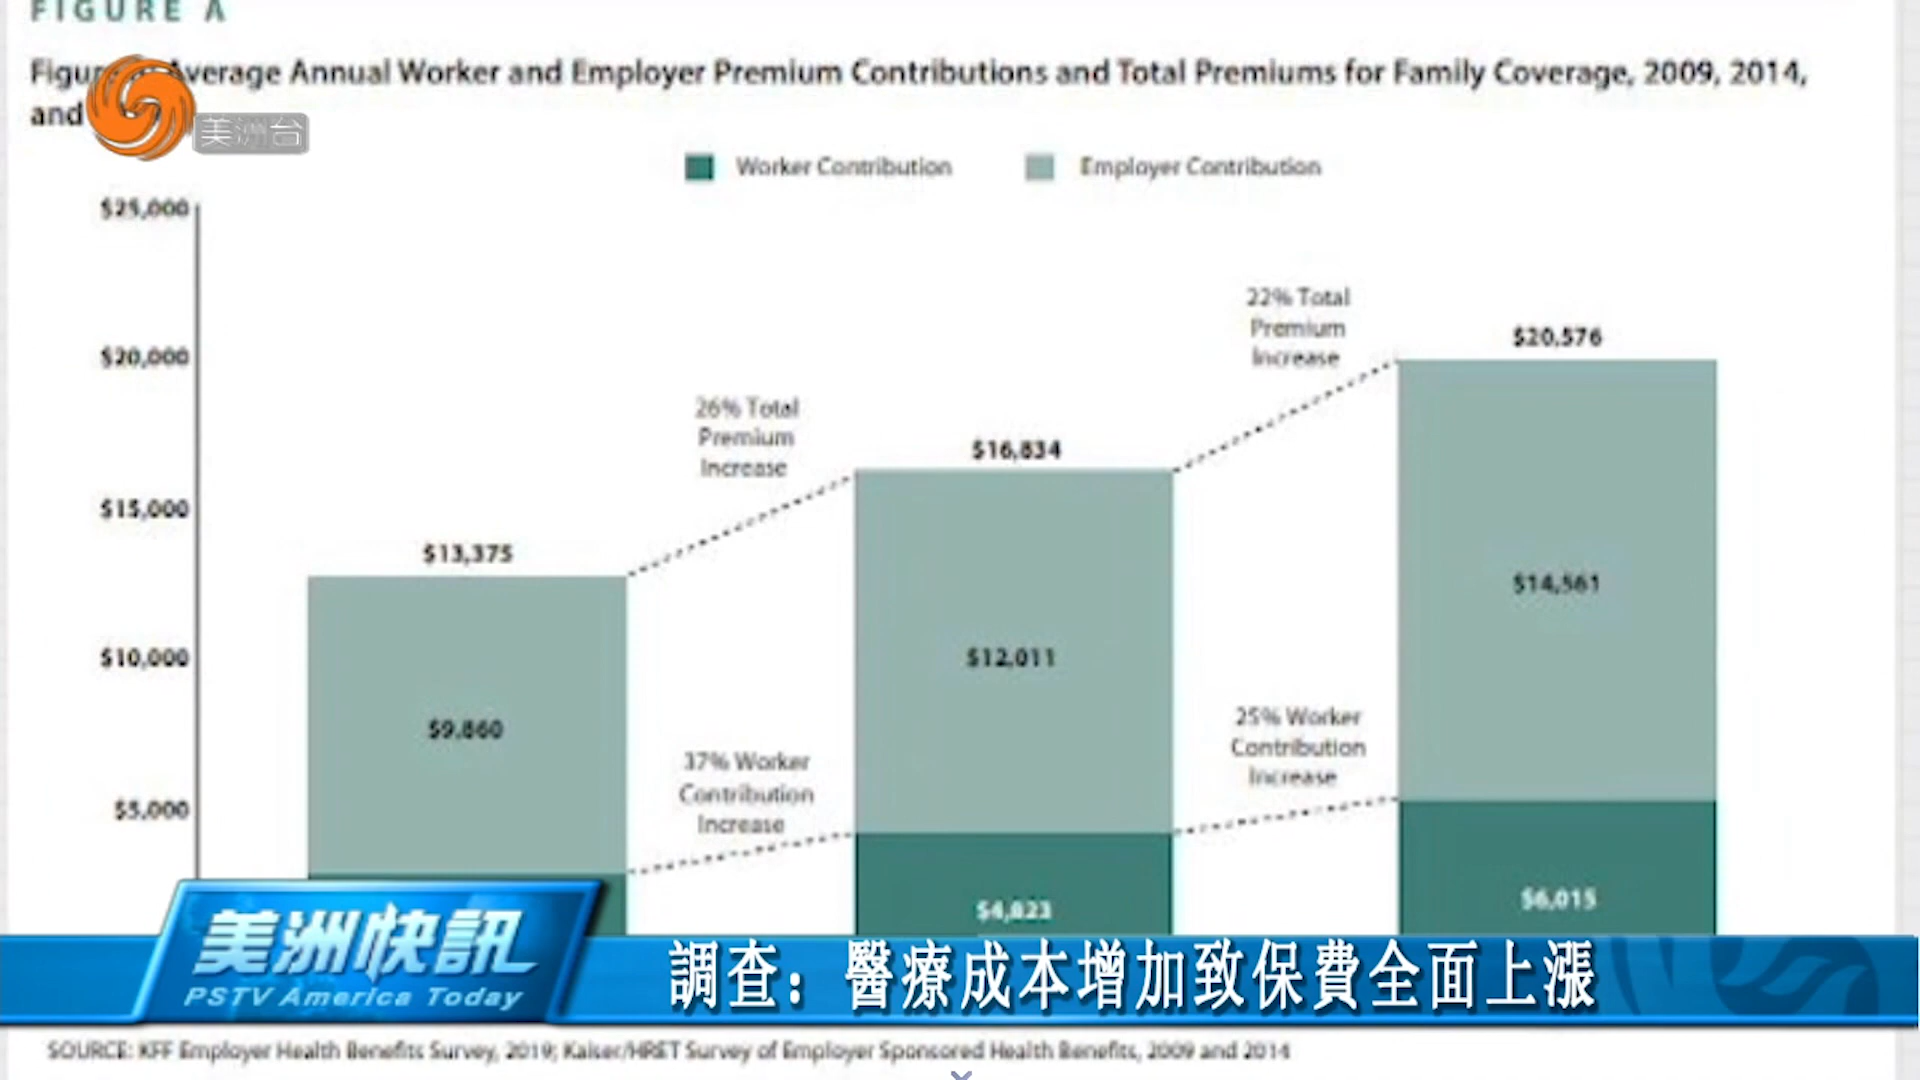 FIGURE A
Average Annual Worker and Employer Premium Contributions and Total Premiums for Family Coverage, 2009, 2014,
and
美洲台
Worker Contribution
Employer Contribution
$25,000
$20,000
$15,000
$10,000
$5,000
22% Total
Premium
Increase
$20,576
26% Total
Premium
Increase
$16,834
$13,375
$14,561
$12,011
$9,860
25% Worker
Contribution
Increase
37% Worker
Contribution
Increase
$4,823
$6,015
美洲快訊
PSTV America Today
調查：醫療成本增加致保費全面上漲
SOURCE: KFF Employer Health Benefits Survey, 2019; Kaiser/HRET Survey of Employer Sponsored Health Benefits, 2009 and 2014